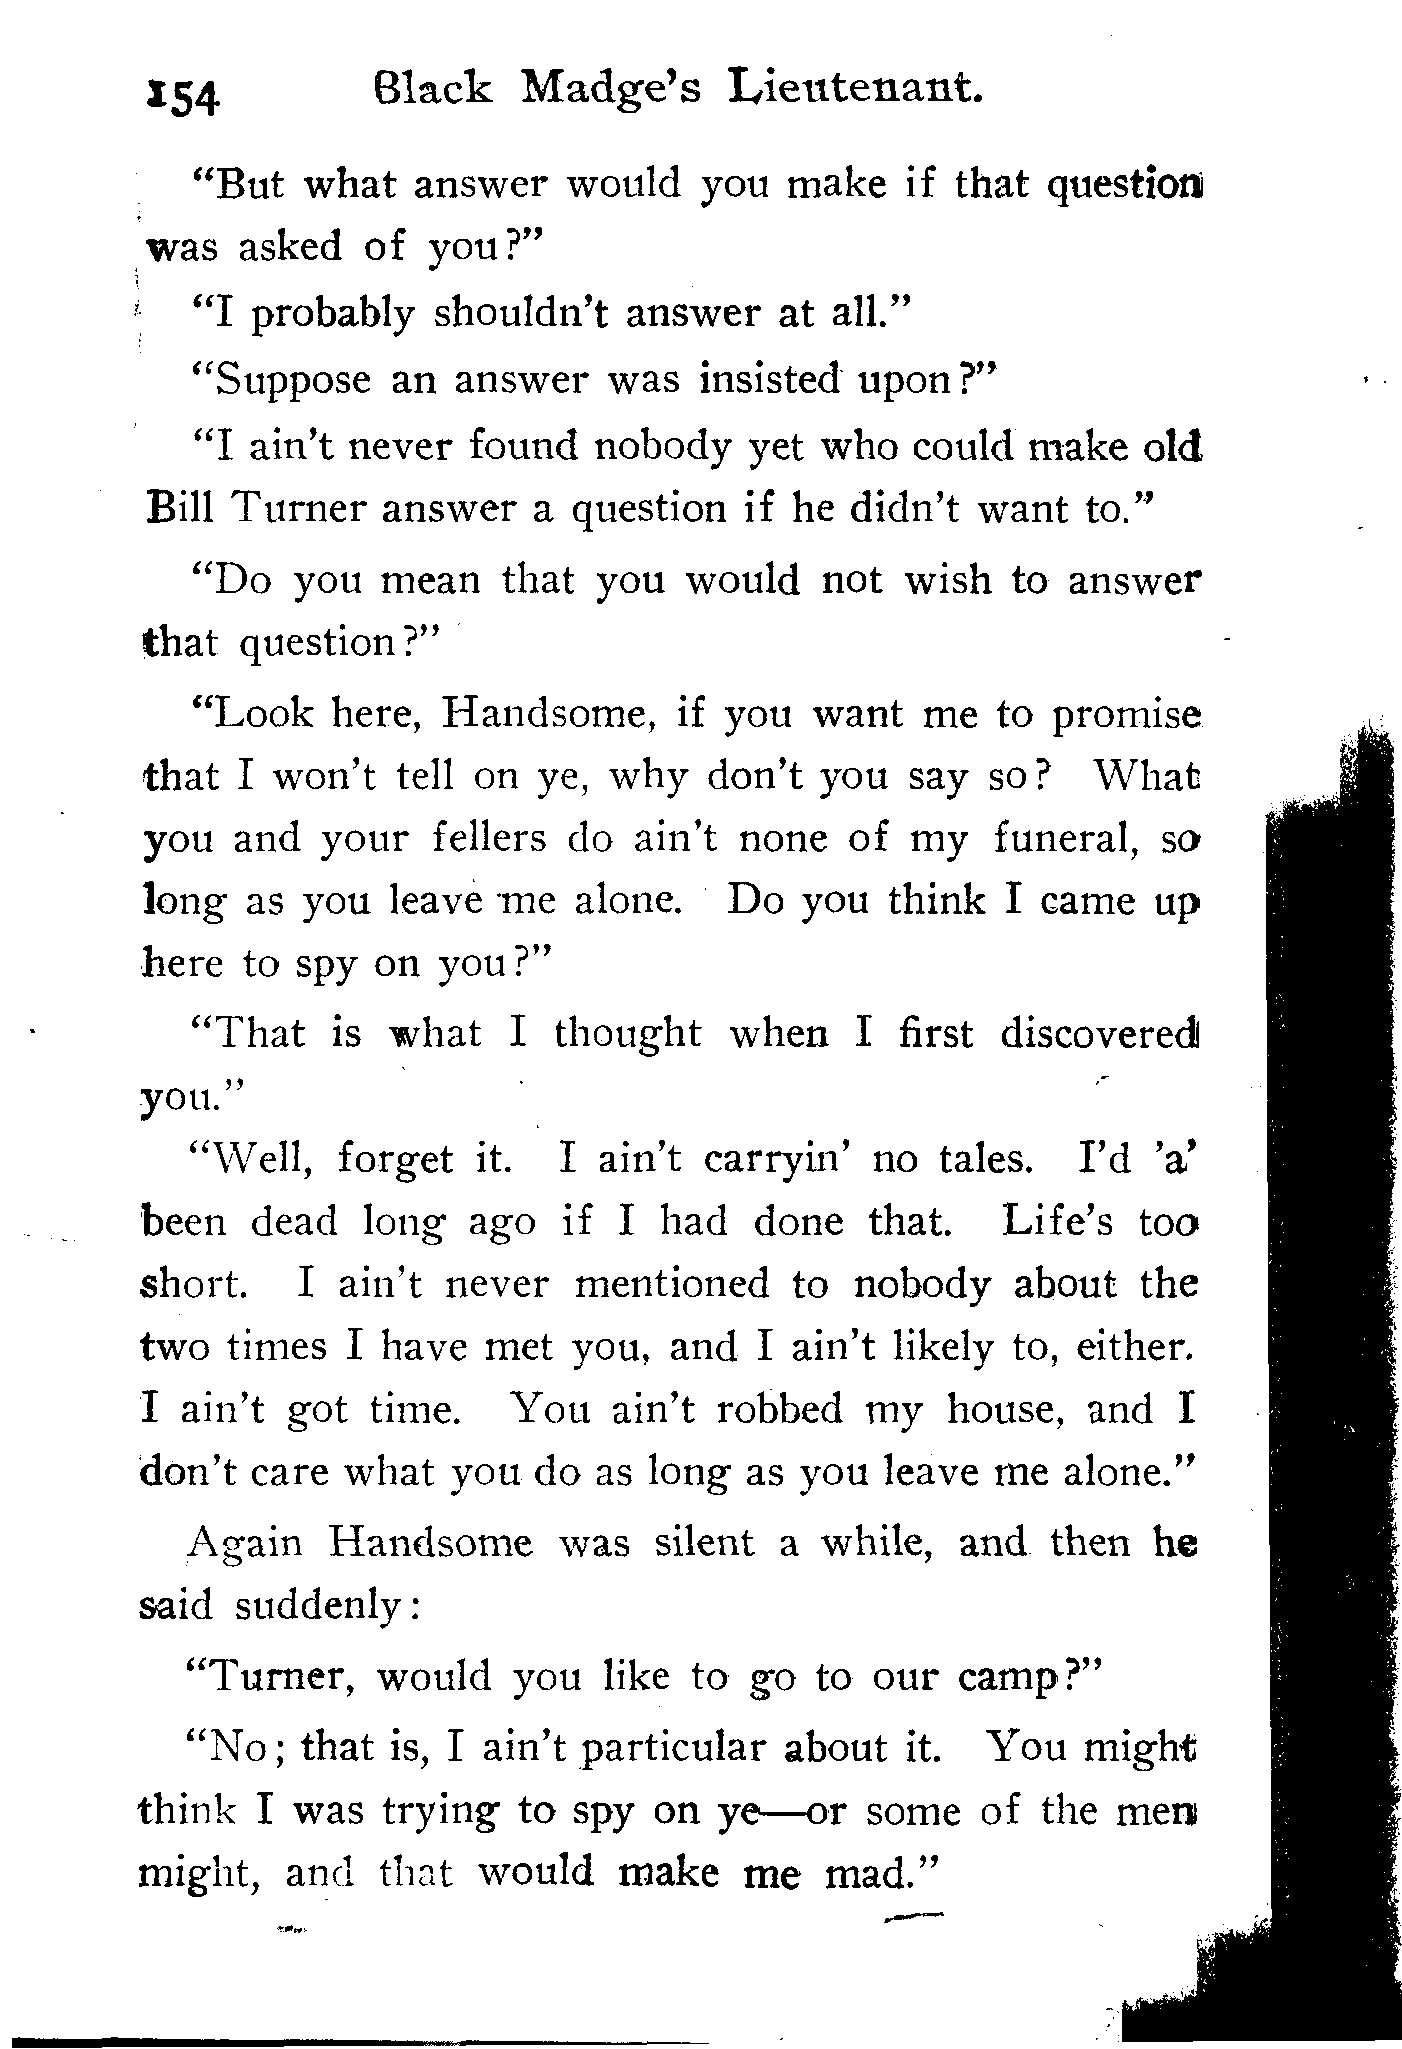 154 Black Madge's Lieutenant.
"But what answer would you make if that question
was asked of you?"
"I probably shouldn't answer at all."
"Suppose an answer was insisted upon?"
"I ain't never found nobody yet who could make old
Bill Turner answer a question if he didn't want to."
"Do you mean that you would not wish to answer
that question?"
"Look here, Handsome, if you want me to promise
that I won't tell on ye, why don't you say so? What
you and your fellers do ain't none of my funeral, so
long as you leave me alone. Do you think I came up
here to spy on you?"
"That is what I thought when I first discovered
you."
"Well, forget it. I ain't carryin' no tales. I'd 'a'
been dead long ago if I had done that. Life's too
short. I ain't never mentioned to nobody about the
two times I have met you, and I ain't likely to, either.
I ain't got time. You ain't robbed my house, and I
don't care what you do as long as you leave me alone."
Again Handsome was silent a while, and then he
said suddenly:
"Turner, would you like to go to our camp?"
"No; that is, I ain't particular about it. You might
think I was trying to spy on ye—or some of the men
might, and that would make me mad."